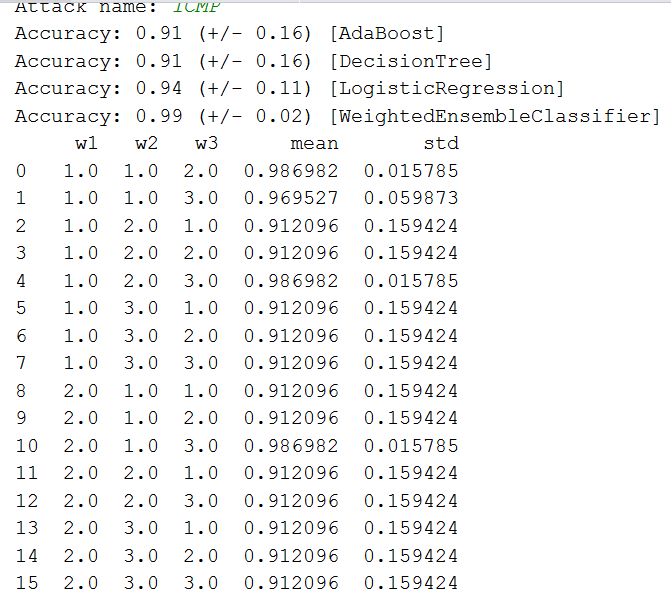 Attack name: ICMP
Accuracy: 0.91 (+/- 0.16) [AdaBoost]
Accuracy: 0.91 (+/- 0.16) [DecisionTree]
Accuracy: 0.94 (+/- 0.11) [LogisticRegression]
Accuracy: 0.99 (+/- 0.02) [WeightedEnsembleClassifier]
w1 w2 w3 mean std
0 1.0 1.0 2.0 0.986982 0.015785
1 1.0 1.0 3.0 0.969527 0.059873
2 1.0 2.0 1.0 0.912096 0.159424
3 1.0 2.0 2.0 0.912096 0.159424
4 1.0 2.0 3.0 0.986982 0.015785
5 1.0 3.0 1.0 0.912096 0.159424
6 1.0 3.0 2.0 0.912096 0.159424
7 1.0 3.0 3.0 0.912096 0.159424
8 2.0 1.0 1.0 0.912096 0.159424
9 2.0 1.0 2.0 0.912096 0.159424
10 2.0 1.0 3.0 0.986982 0.015785
11 2.0 2.0 1.0 0.912096 0.159424
12 2.0 2.0 3.0 0.912096 0.159424
13 2.0 3.0 1.0 0.912096 0.159424
14 2.0 3.0 2.0 0.912096 0.159424
15 2.0 3.0 3.0 0.912096 0.159424